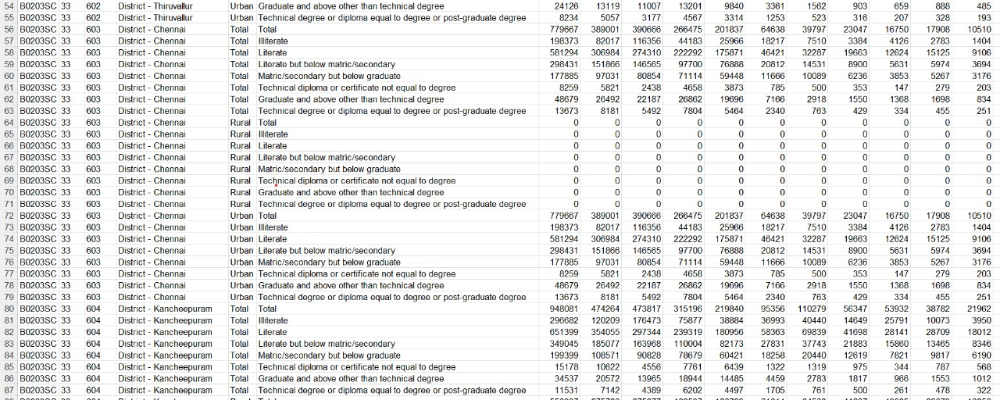 54 B0203SC 33 602 District - Thiruvallur Urban Graduate and above other than technical degree 24126 13119 11007 13201 9840 3361 1562 903 659 888 485
55 B0203SC 33 602 District - Thiruvallur Urban Technical degree or diploma equal to degree or post-graduate degree 8234 5057 3177 4567 3314 1253 523 316 207 328 193
56 B0203SC 33 603 District - Chennai Total Total 779667 389001 390666 266475 201837 64638 39797 23047 16750 17908 10510
57 B0203SC 33 603 District - Chennai Total Illiterate 198373 82017 116356 44183 25966 18217 7510 3384 4126 2783 1404
58 B0203SC 33 603 District - Chennai Total Literate 581294 306984 274310 222292 175871 46421 32287 19663 12624 15125 9106
59 B0203SC 33 603 District - Chennai Total Literate but below matric/secondary 298431 151866 146565 97700 76888 20812 14531 8900 5631 5974 3694
60 B0203SC 33 603 District - Chennai Total Matric/secondary but below graduate 177885 97031 80854 71114 59448 11666 10089 6236 3853 5267 3176
61 B0203SC 33 603 District - Chennai Total Technical diploma or certificate not equal to degree 8259 5821 2438 4658 3873 785 500 353 147 279 203
62 B0203SC 33 603 District - Chennai Total Graduate and above other than technical degree 48679 26492 22187 26862 19696 7166 2918 1550 1368 1698 834
63 B0203SC 33 603 District - Chennai Total Technical degree or diploma equal to degree or post-graduate degree 13673 8181 5492 7804 5464 2340 763 429 334 455 251
64 B0203SC 33 603 District - Chennai Rural Total 0 0 0 0 0 0 0 0 0 0 0
65 B0203SC 33 603 District - Chennai Rural Illiterate 0 0 0 0 0 0 0 0 0 0 0
66 B0203SC 33 603 District - Chennai Rural Literate 0 0 0 0 0 0 0 0 0 0 0
67 B0203SC 33 603 District - Chennai Rural Literate but below matric/secondary 0 0 0 0 0 0 0 0 0 0 0
68 B0203SC 33 603 District - Chennai Rural Matric/secondary but below graduate 0 0 0 0 0 0 0 0 0 0 0
69 B0203SC 33 603 District - Chennai Rural Technical diploma or certificate not equal to degree 0 0 0 0 0 0 0 0 0 0 0
70 B0203SC 33 603 District - Chennai Rural Graduate and above other than technical degree 0 0 0 0 0 0 0 0 0 0 0
71 B0203SC 33 603 District - Chennai Rural Technical degree or diploma equal to degree or post-graduate degree 0 0 0 0 0 0 0 0 0 0 0
72 B0203SC 33 603 District - Chennai Urban Total 779667 389001 390666 266475 201837 64638 39797 23047 16750 17908 10510
73 B0203SC 33 603 District - Chennai Urban Illiterate 198373 82017 116356 44183 25966 18217 7510 3384 4126 2783 1404
74 B0203SC 33 603 District - Chennai Urban Literate 581294 306984 274310 222292 175871 46421 32287 19663 12624 15125 9106
75 B0203SC 33 603 District - Chennai Urban Literate but below matric/secondary 298431 151866 146565 97700 76888 20812 14531 8900 5631 5974 3694
76 B0203SC 33 603 District - Chennai Urban Matric/secondary but below graduate 177885 97031 80854 71114 59448 11666 10089 6236 3853 5267 3176
77 B0203SC 33 603 District - Chennai Urban Technical diploma or certificate not equal to degree 8259 5821 2438 4658 3873 785 500 353 147 279 203
78 B0203SC 33 603 District - Chennai Urban Graduate and above other than technical degree 48679 26492 22187 26862 19696 7166 2918 1550 1368 1698 834
79 B0203SC 33 603 District - Chennai Urban Technical degree or diploma equal to degree or post-graduate degree 13673 8181 5492 7804 5464 2340 763 429 334 455 251
80 B0203SC 33 604 District - Kancheepuram Total Total 948081 474264 473817 315196 219840 95356 110279 56347 53932 38782 21962
81 B0203SC 33 604 District - Kancheepuram Total Illiterate 296682 120209 176473 75877 38884 36993 40440 14649 25791 10073 3950
82 B0203SC 33 604 District - Kancheepuram Total Literate 651399 354055 297344 239319 180956 58363 69839 41698 28141 28709 18012
83 B0203SC 33 604 District - Kancheepuram Total Literate but below matric/secondary 349045 185077 163968 110004 82173 27831 37743 21883 15860 13465 8346
84 B0203SC 33 604 District - Kancheepuram Total Matric/secondary but below graduate 199399 108571 90828 78679 60421 18258 20440 12619 7821 9817 6190
85 B0203SC 33 604 District - Kancheepuram Total Technical diploma or certificate not equal to degree 15178 10622 4556 7761 6439 1322 1319 975 344 787 568
86 B0203SC 33 604 District - Kancheepuram Total Graduate and above other than technical degree 34537 20572 13965 18944 14485 4459 2783 1817 966 1553 1012
87 B0203SC 33 604 District - Kancheepuram Total Technical degree or diploma equal to degree or post-graduate degree 11531 7142 4389 6202 4497 1705 761 500 261 478 322